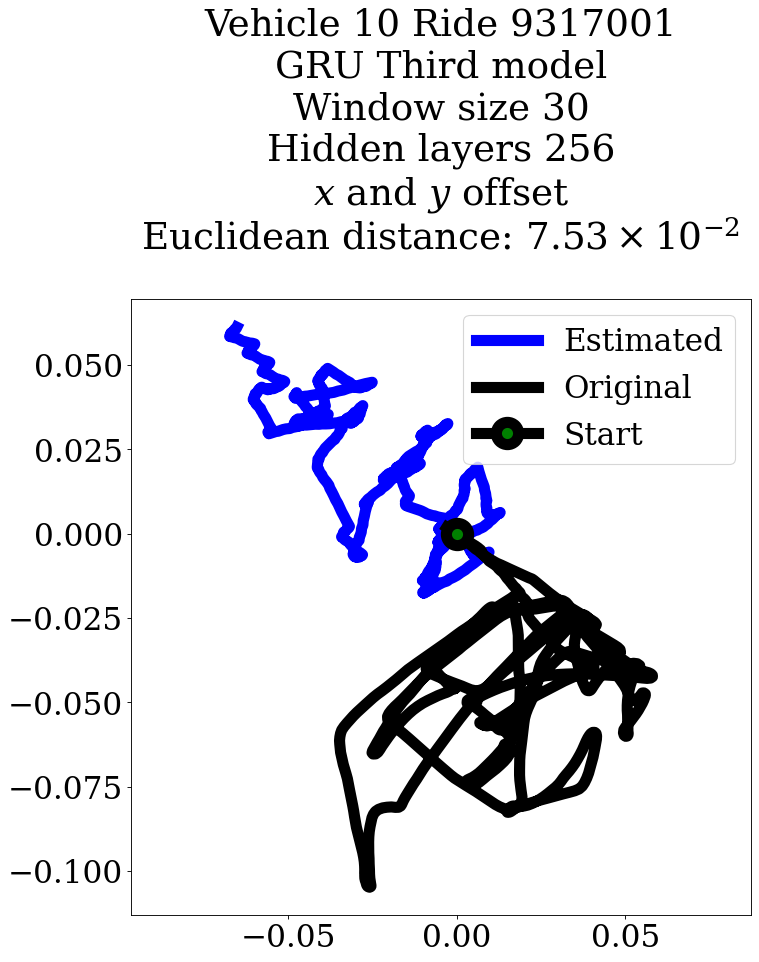 Vehicle 10 Ride 9317001
GRU Third model
Window size 30
Hidden layers 256
x and y offset
Euclidean distance: 7.53 × 10⁻²
Estimated
Original
Start
0.050
0.025
0.000
−0.025
−0.050
−0.075
−0.100
−0.05
0.00
0.05